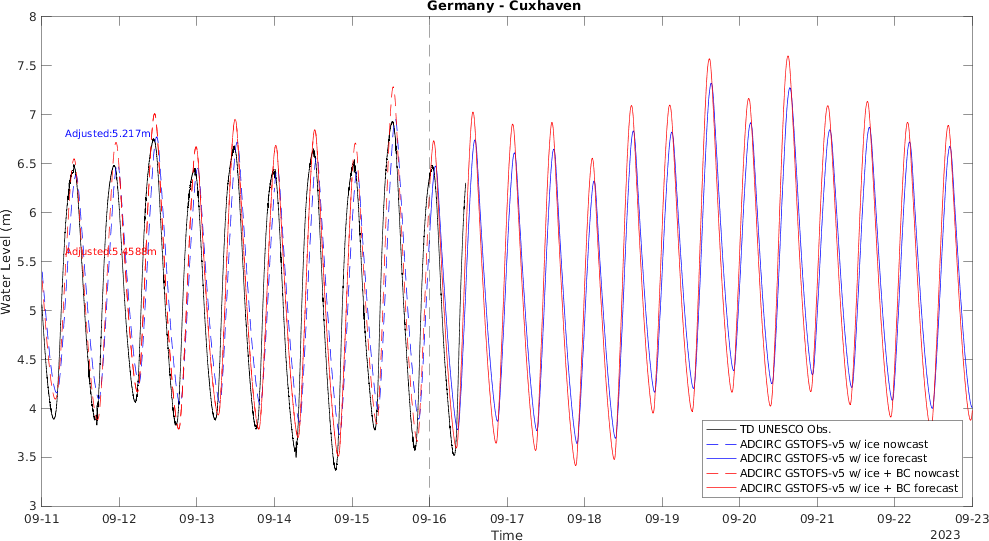 Germany - Cuxhaven
8
7.5
7
6.5
6
5.5
5
4.5
4
3.5
3
Water Level (m)
Adjusted:5.217m
Adjusted:5.4588m
TD UNESCO Obs.
ADCIRC GSTOFS-v5 w/ ice nowcast
ADCIRC GSTOFS-v5 w/ ice forecast
ADCIRC GSTOFS-v5 w/ ice + BC nowcast
ADCIRC GSTOFS-v5 w/ ice + BC forecast
09-11 09-12 09-13 09-14 09-15 09-16 09-17 09-18 09-19 09-20 09-21 09-22 09-23
Time
2023